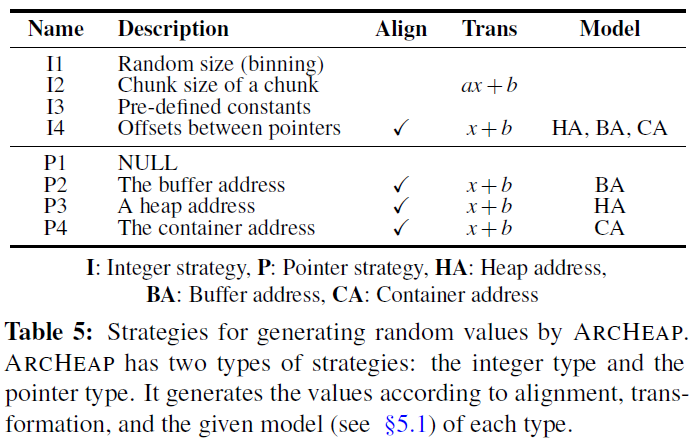 Name Description Align Trans Model
I1 Random size (binning)
I2 Chunk size of a chunk ax+b
I3 Pre-defined constants
I4 Offsets between pointers ✓ x+b HA, BA, CA
P1 NULL
P2 The buffer address ✓ x+b BA
P3 A heap address ✓ x+b HA
P4 The container address ✓ x+b CA
I: Integer strategy, P: Pointer strategy, HA: Heap address,
BA: Buffer address, CA: Container address
Table 5: Strategies for generating random values by ARCHEAP.
ARCHEAP has two types of strategies: the integer type and the
pointer type. It generates the values according to alignment, trans-
formation, and the given model (see §5.1) of each type.